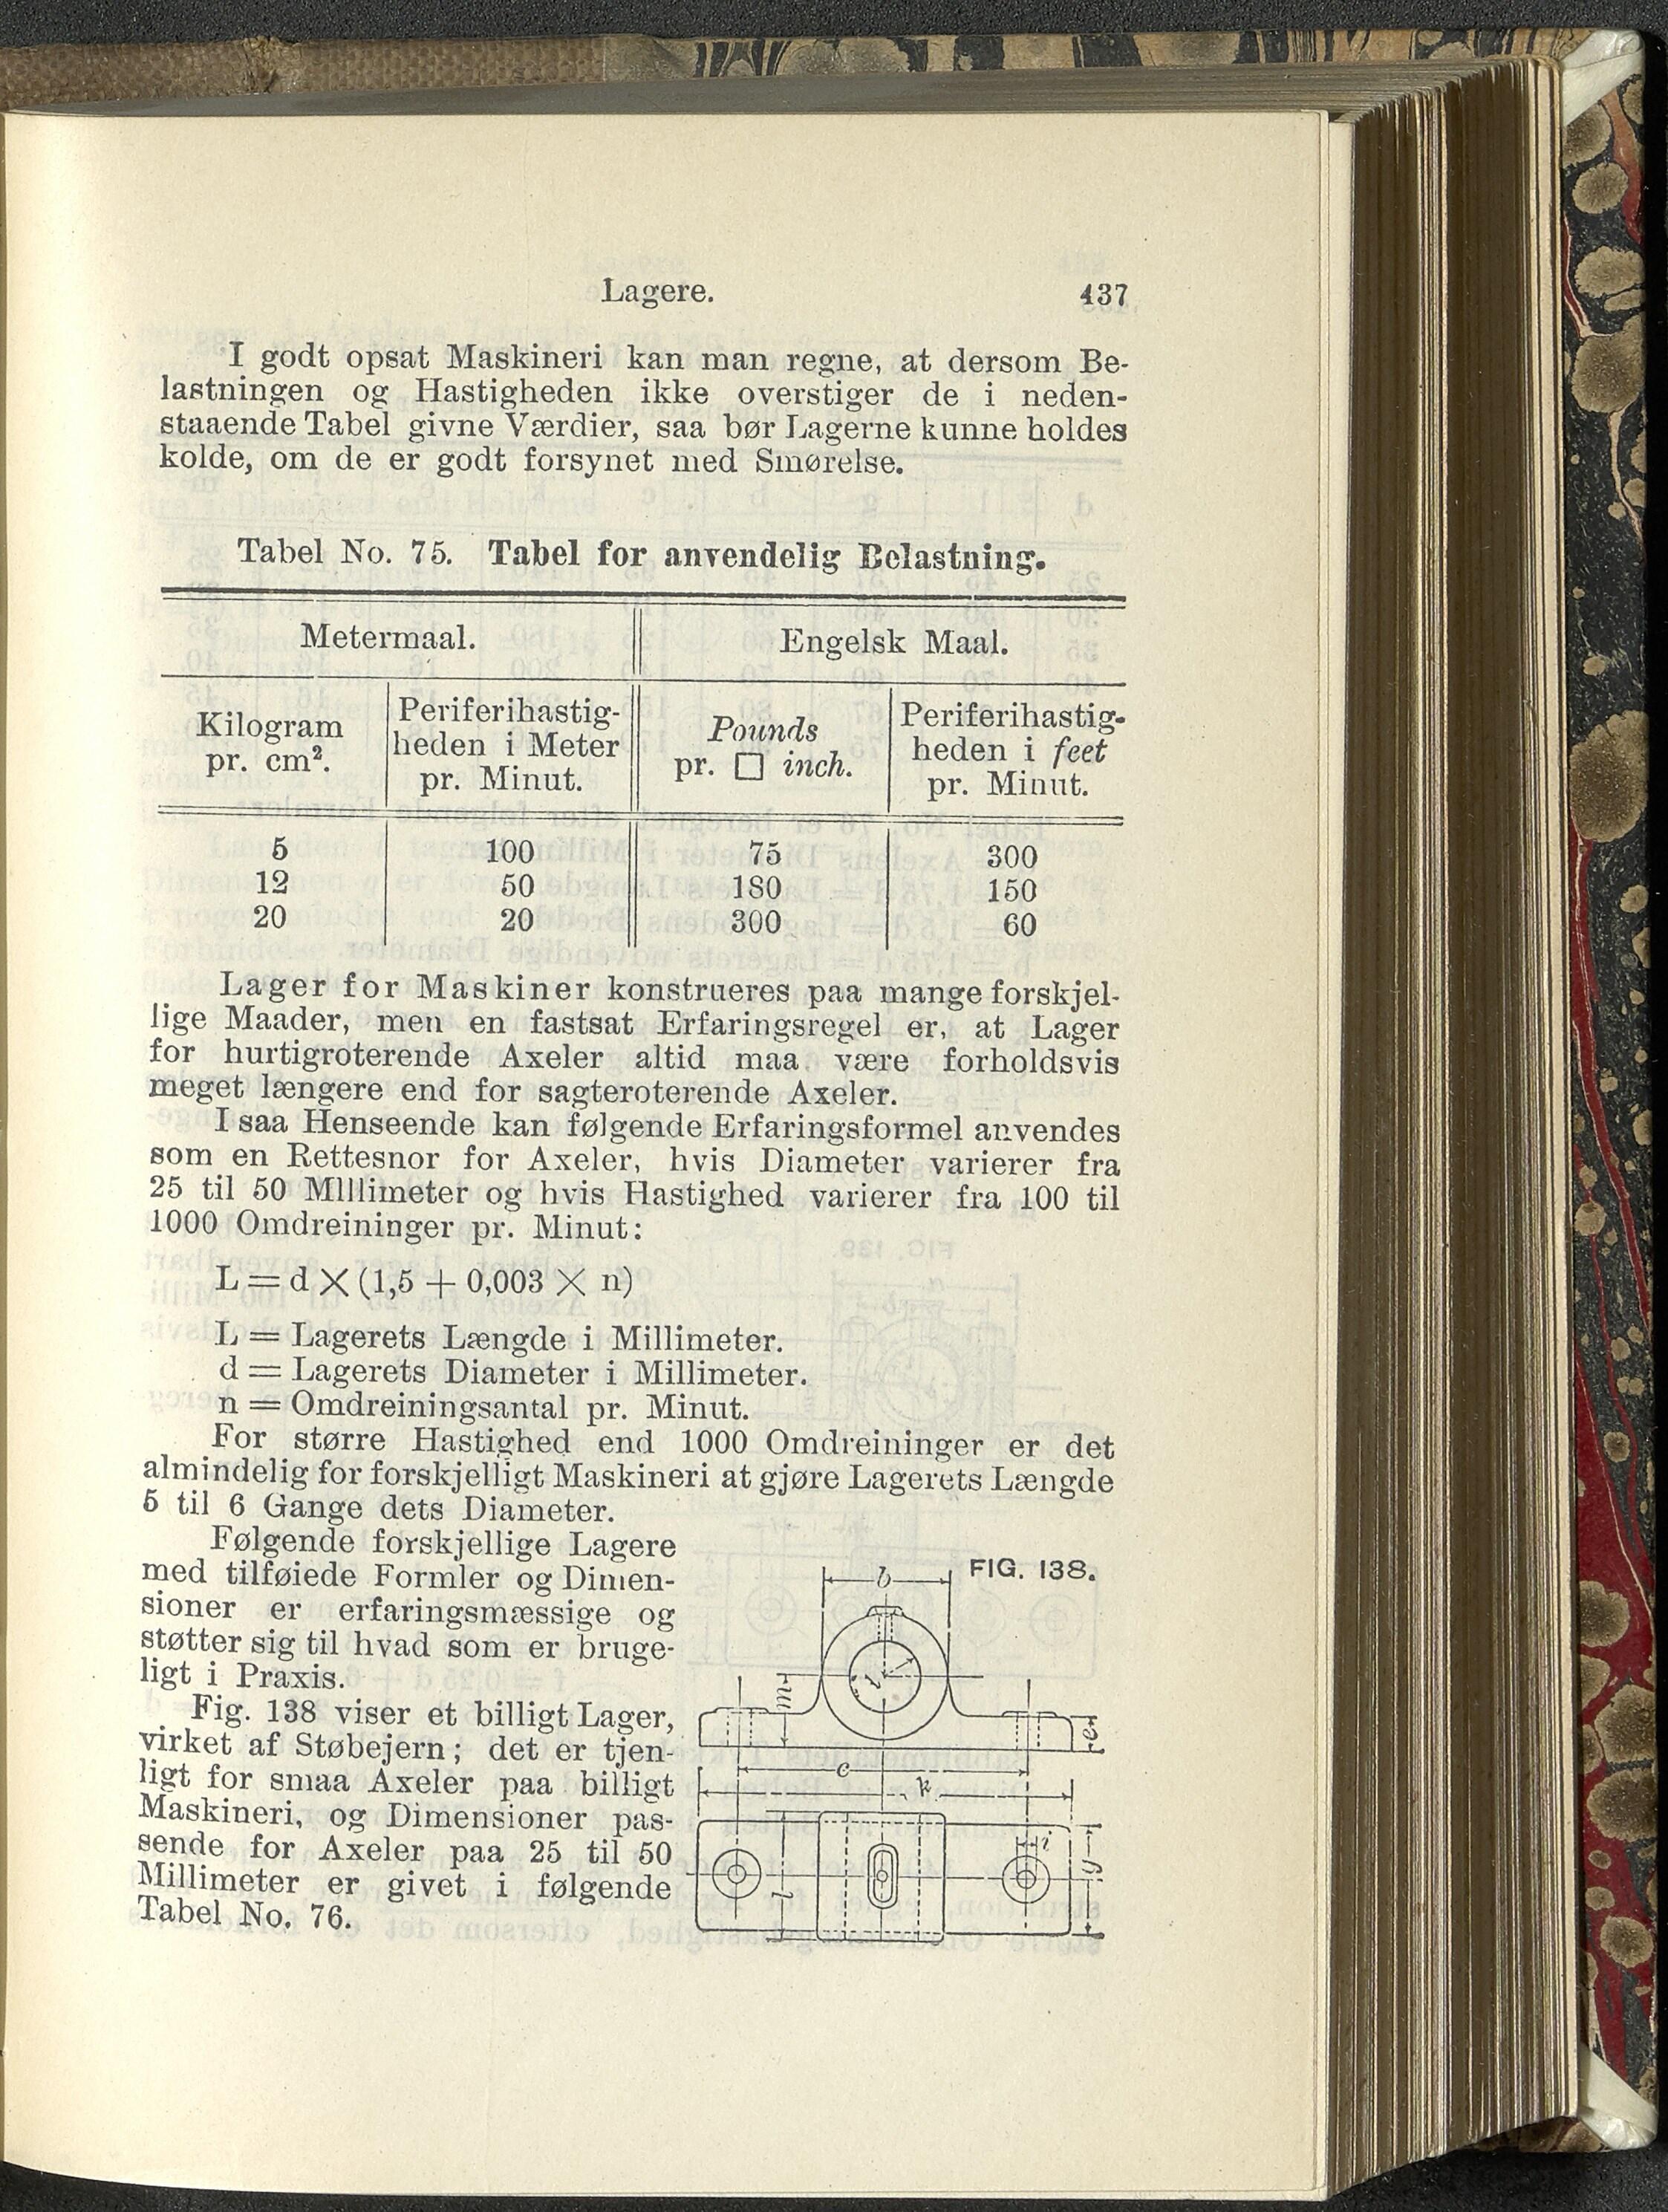 Lagere. 437
I godt opsat Maskineri kan man regne, at dersom Be-
lastningen og Hastigheden ikke overstiger de i neden-
staaende Tabel givne Værdier, saa bør Lagerne kunne holdes
kolde, om de er godt forsynet med Smørelse.
Tabel No. 75. Tabel for anvendelig Belastning.
Metermaal. Engelsk Maal.
Kilogram
pr. cm².
Periferihastig-
heden i Meter
pr. Minut.
Pounds
pr. □ inch.
Periferihastig-
heden i feet
pr. Minut.
5 100 75 300
12 50 180 150
20 20 300 60
Lager for Maskiner konstrueres paa mange forskjel-
lige Maader, men en fastsat Erfaringsregel er, at Lager
for hurtigroterende Axeler altid maa være forholdsvis
meget længere end for sagteroterende Axeler.
I saa Henseende kan følgende Erfaringsformel anvendes
som en Rettesnor for Axeler, hvis Diameter varierer fra
25 til 50 Mlllimeter og hvis Hastighed varierer fra 100 til
1000 Omdreininger pr. Minut:
L = d × (1,5 + 0,003 × n)
L = Lagerets Længde i Millimeter.
d = Lagerets Diameter i Millimeter.
n = Omdreiningsantal pr. Minut.
For større Hastighed end 1000 Omdreininger er det
almindelig for forskjelligt Maskineri at gjøre Lagerets Længde
5 til 6 Gange dets Diameter.
Følgende forskjellige Lagere
med tilføiede Formler og Dimen-
sioner er erfaringsmæssige og
støtter sig til hvad som er bruge-
ligt i Praxis.
Fig. 138 viser et billigt Lager,
virket af Støbejern; det er tjen-
ligt for smaa Axeler paa billigt
Maskineri, og Dimensioner pas-
sende for Axeler paa 25 til 50
Millimeter er givet i følgende
Tabel No. 76.
FIG. 138.
b
m
e
c
k
i
l
g